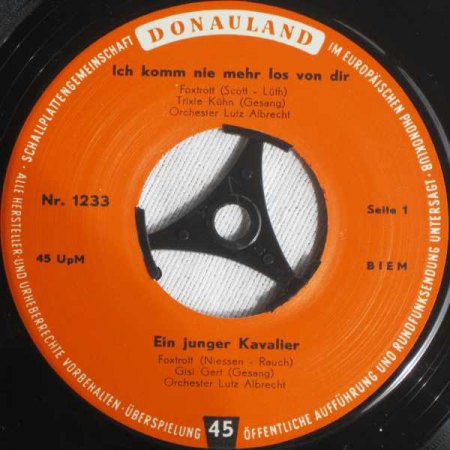 DONAULAND
SCHALLPLATTENGEMEINSCHAFT
IM EUROPÄISCHEN PHONOKLUB
Ich komm nie mehr los von dir
Foxtrott (Scott - Lüth)
Trixie Kühn (Gesang)
Orchester Lutz Albrecht
Nr. 1233
Seite 1
45 UpM
BIEM
Ein junger Kavalier
Foxtrott (Niessen - Rauch)
Gisi Gert (Gesang)
Orchester Lutz Albrecht
· ALLE HERSTELLER- UND URHEBERRECHTE VORBEHALTEN · ÜBERSPIELUNG
45
ÖFFENTLICHE AUFFÜHRUNG UND RUNDFUNKSENDUNG UNTERSAGT ·